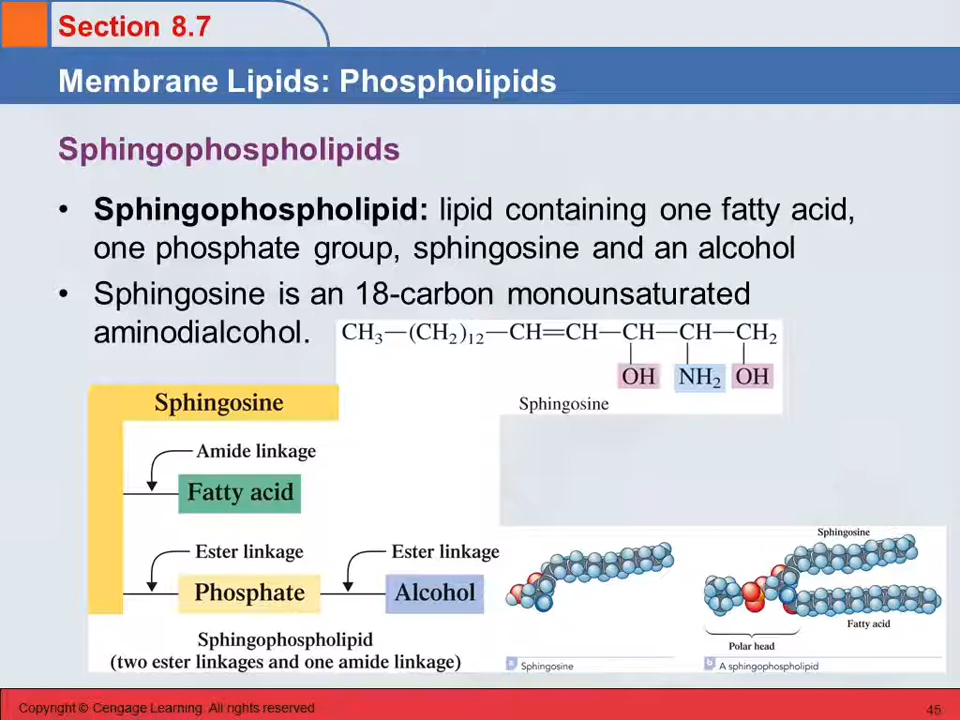 Section 8.7
Membrane Lipids: Phospholipids
Sphingophospholipids
• Sphingophospholipid: lipid containing one fatty acid,
one phosphate group, sphingosine and an alcohol
• Sphingosine is an 18-carbon monounsaturated
aminodialcohol.
CH₃—(CH₂)₁₂—CH=CH—CH—CH—CH₂
OH NH₂ OH
Sphingosine
Sphingosine
Amide linkage
Fatty acid
Ester linkage
Ester linkage
Phosphate
Alcohol
Sphingophospholipid
(two ester linkages and one amide linkage)
a Sphingosine
Sphingosine
Fatty acid
Polar head
b A sphingophospholipid
Copyright © Cengage Learning. All rights reserved
45